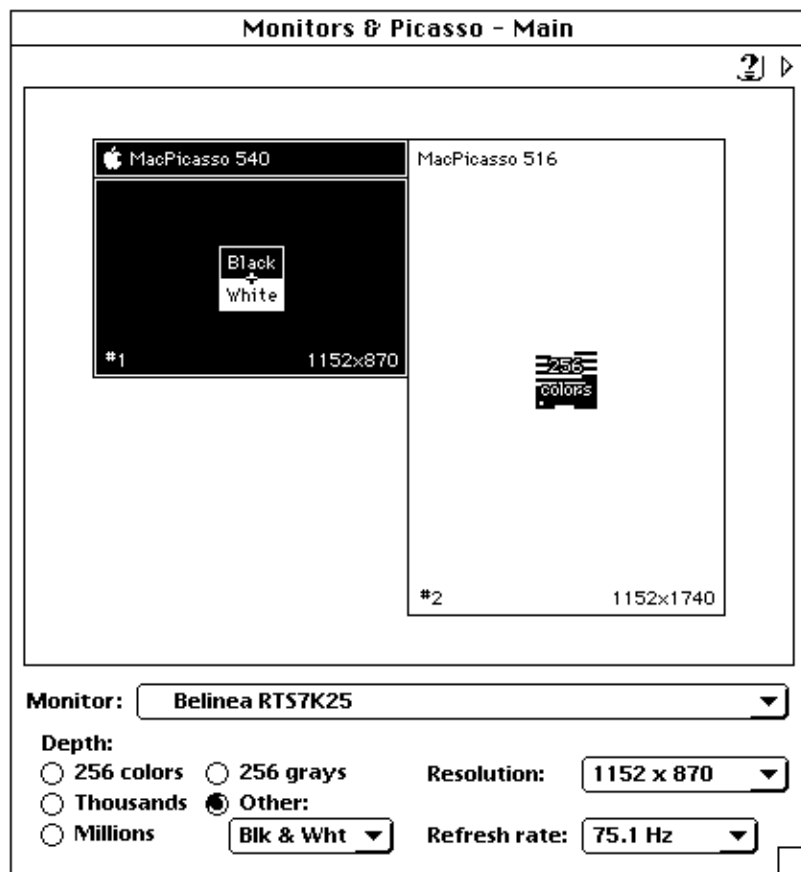 Monitors & Picasso - Main
?
MacPicasso 540
MacPicasso 516
Black
White
#1
1152x870
256
colors
#2
1152x1740
Monitor: Belinea RTS7K25
Depth:
256 colors
256 grays
Resolution: 1152 x 870
Thousands
Other:
Millions
Blk & Wht
Refresh rate: 75.1 Hz